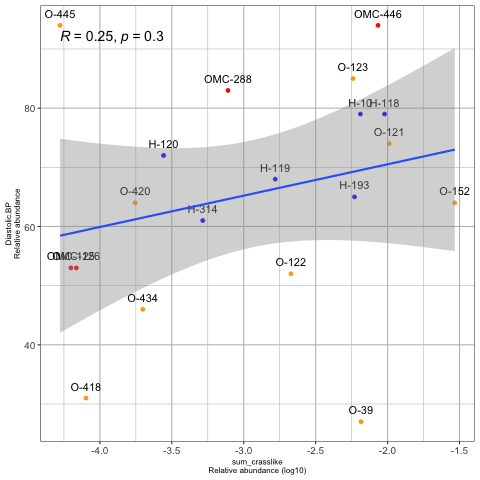 O-445
R = 0.25, p = 0.3
OMC-446
O-123
OMC-288
H-118
O-121
H-120
H-119
H-193
O-420
O-152
H-314
O-122
O-434
O-418
O-39
80
60
40
Diastolic.BP
Relative abundance
-4.0 -3.5 -3.0 -2.5 -2.0 -1.5
sum_crasslike
Relative abundance (log10)